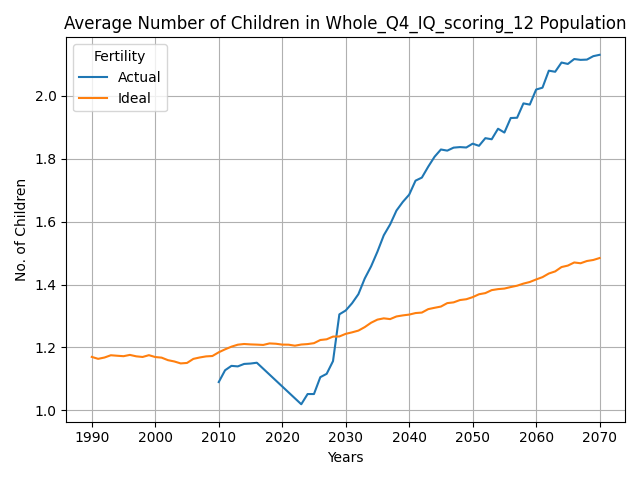 Average Number of Children in Whole_Q4_IQ_scoring_12 Population
Fertility
Actual
Ideal
No. of Children
2.0
1.8
1.6
1.4
1.2
1.0
1990 2000 2010 2020 2030 2040 2050 2060 2070
Years